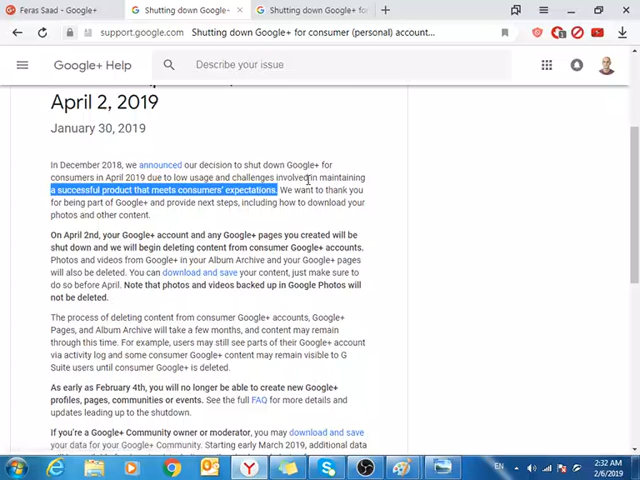 Feras Saad - Google+
Shutting down Google+
Shutting down Google+ for
support.google.com
Shutting down Google+ for consumer (personal) account...
Google+ Help
Describe your issue
April 2, 2019
January 30, 2019
In December 2018, we announced our decision to shut down Google+ for
consumers in April 2019 due to low usage and challenges involved in maintaining
a successful product that meets consumers' expectations. We want to thank you
for being part of Google+ and provide next steps, including how to download your
photos and other content.
On April 2nd, your Google+ account and any Google+ pages you created will be
shut down and we will begin deleting content from consumer Google+ accounts.
Photos and videos from Google+ in your Album Archive and your Google+ pages
will also be deleted. You can download and save your content, just make sure to
do so before April. Note that photos and videos backed up in Google Photos will
not be deleted.
The process of deleting content from consumer Google+ accounts, Google+
Pages, and Album Archive will take a few months, and content may remain
through this time. For example, users may still see parts of their Google+ Account
via activity log and some consumer Google+ content may remain visible to G
Suite users until consumer Google+ is deleted.
As early as February 4th, you will no longer be able to create new Google+
profiles, pages, communities or events. See the full FAQ for more details and
updates leading up to the shutdown.
If you're a Google+ Community owner or moderator, you may download and save
your data for your Google+ Community. Starting early March 2019, additional data
EN
2:32 AM
2/6/2019